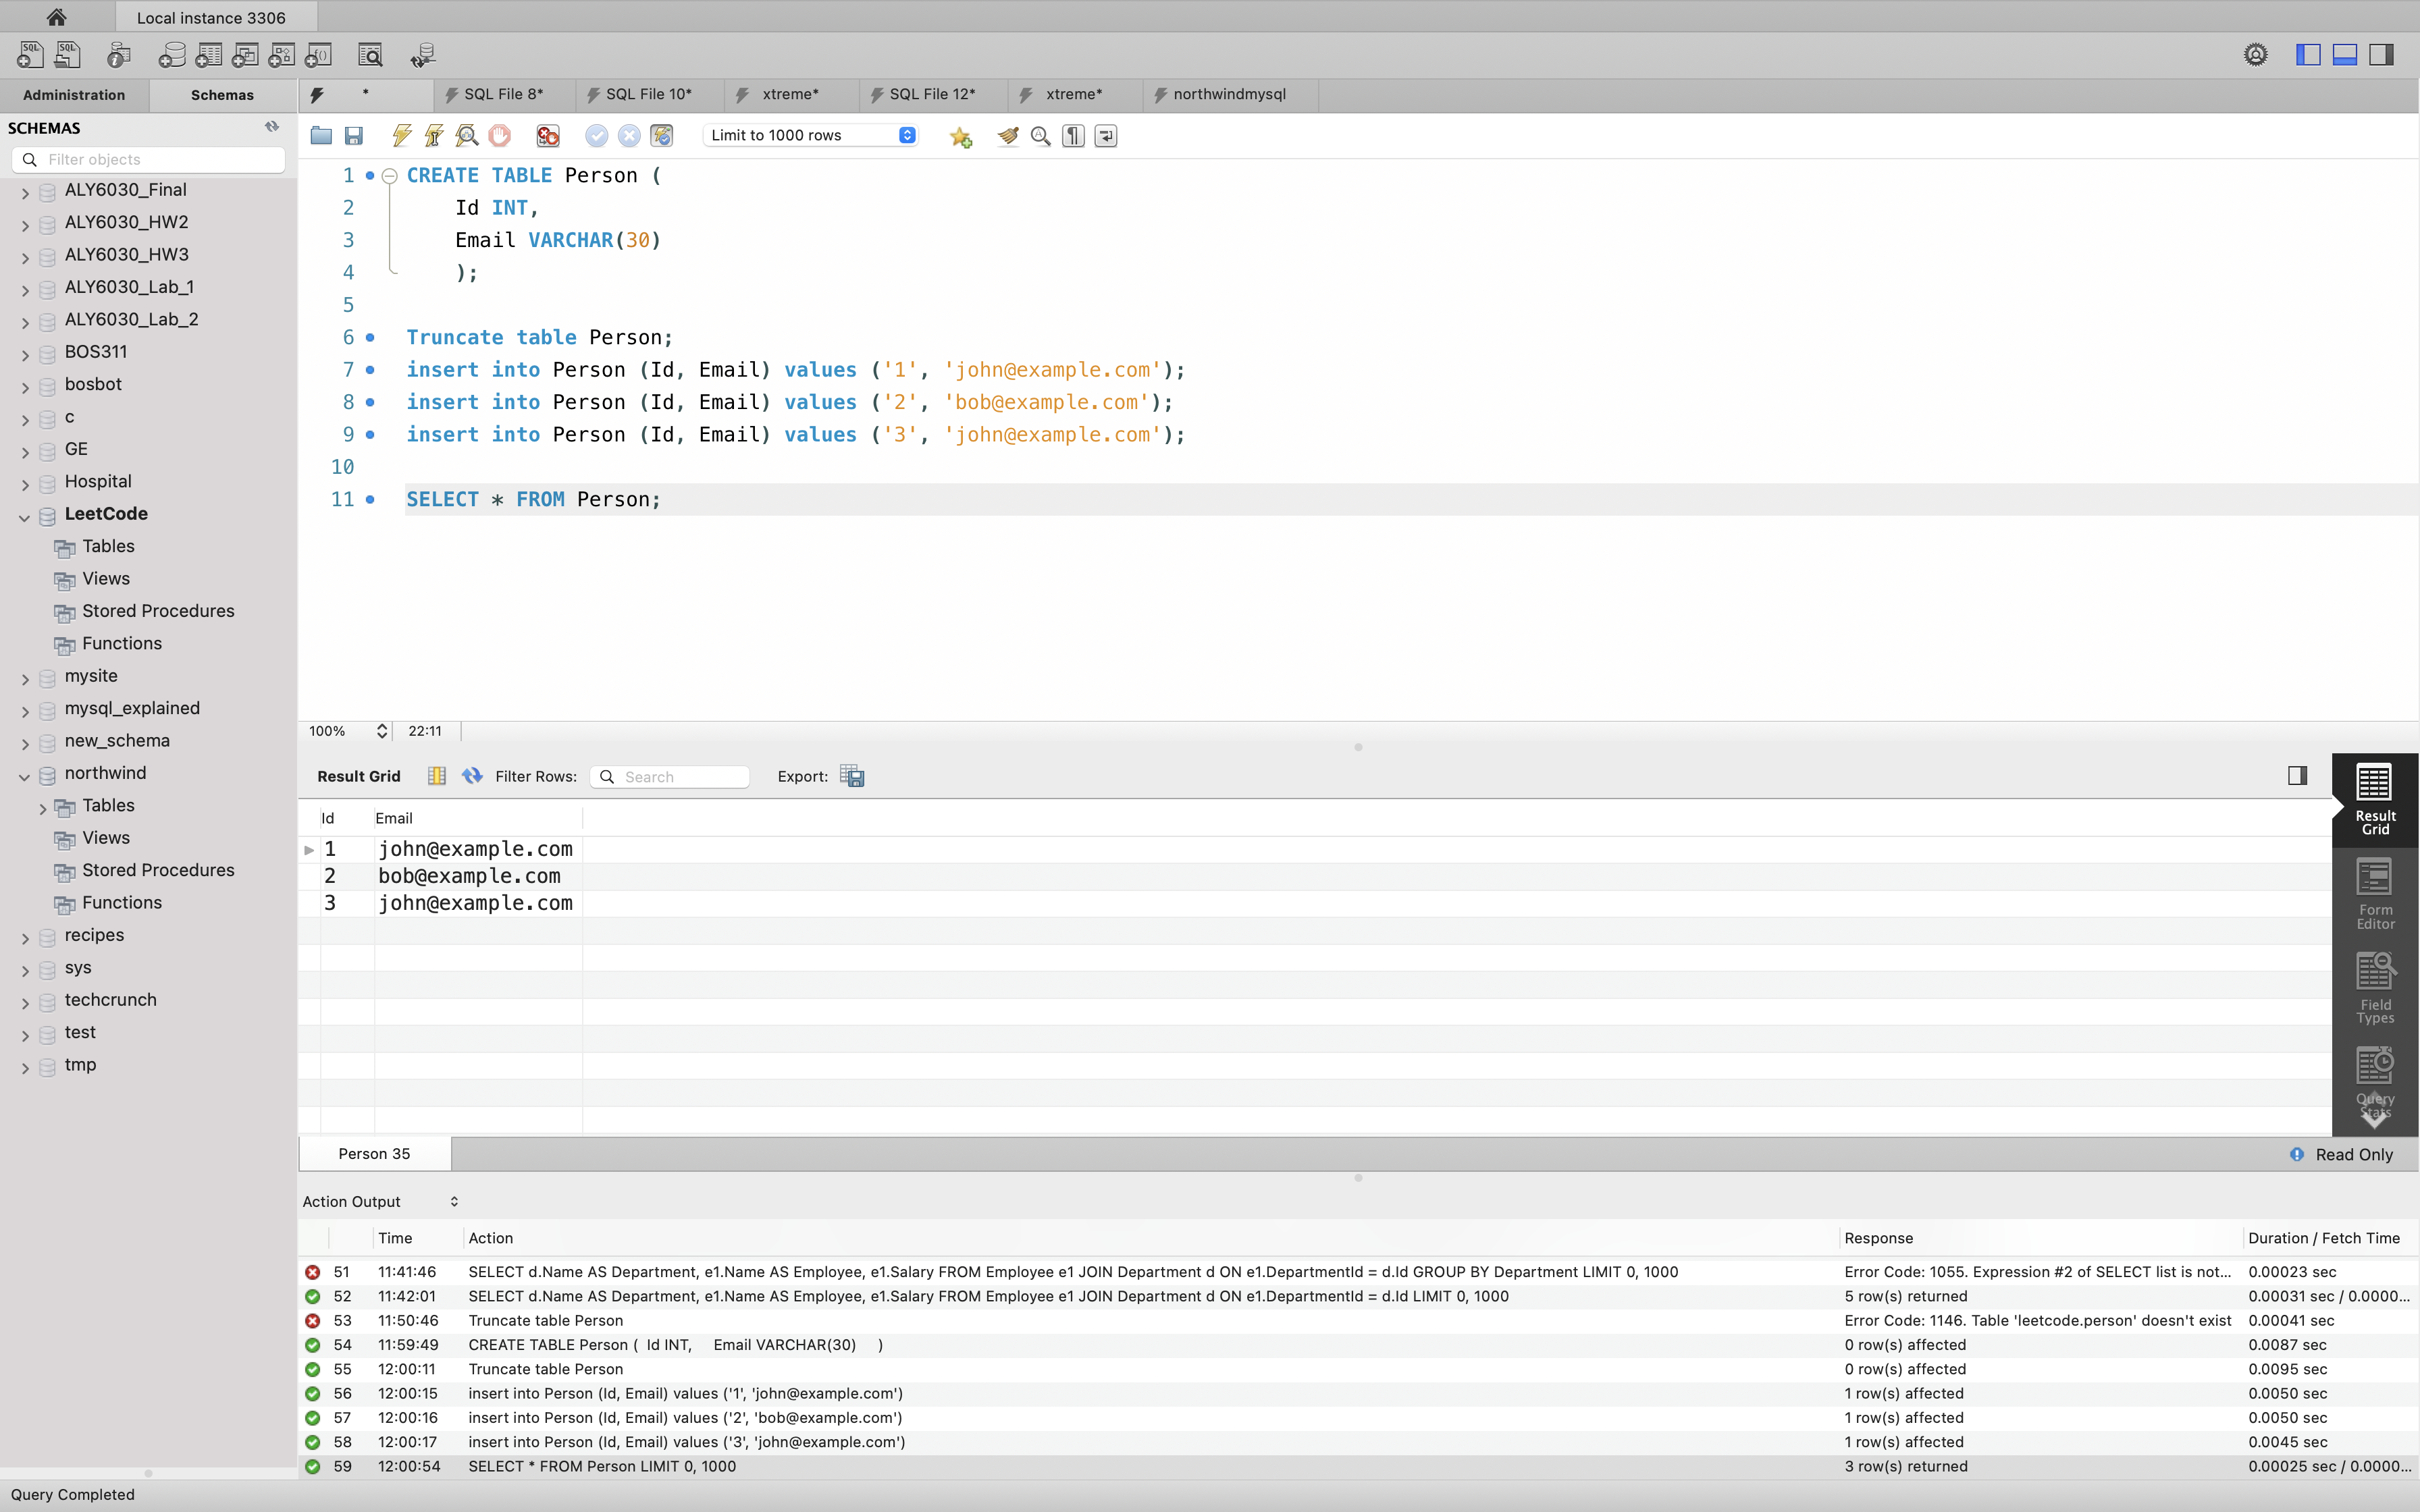 Local instance 3306
Administration
Schemas
*
SQL File 8*
SQL File 10*
xtreme*
SQL File 12*
xtreme*
northwindmysql
SCHEMAS
Filter objects
Limit to 1000 rows
ALY6030_Final
ALY6030_HW2
ALY6030_HW3
ALY6030_Lab_1
ALY6030_Lab_2
BOS311
bosbot
c
GE
Hospital
LeetCode
Tables
Views
Stored Procedures
Functions
mysite
mysql_explained
new_schema
northwind
Tables
Views
Stored Procedures
Functions
recipes
sys
techcrunch
test
tmp
1 CREATE TABLE Person (
2 Id INT,
3 Email VARCHAR(30)
4 );
5
6 Truncate table Person;
7 insert into Person (Id, Email) values ('1', 'john@example.com');
8 insert into Person (Id, Email) values ('2', 'bob@example.com');
9 insert into Person (Id, Email) values ('3', 'john@example.com');
10
11 SELECT * FROM Person;
100% 22:11
Result Grid Filter Rows: Search Export:
Id Email
1 john@example.com
2 bob@example.com
3 john@example.com
Result Grid
Form Editor
Field Types
Query Stats
Person 35
Read Only
Action Output
Time Action Response Duration / Fetch Time
51 11:41:46 SELECT d.Name AS Department, e1.Name AS Employee, e1.Salary FROM Employee e1 JOIN Department d ON e1.DepartmentId = d.Id GROUP BY Department LIMIT 0, 1000 Error Code: 1055. Expression #2 of SELECT list is not... 0.00023 sec
52 11:42:01 SELECT d.Name AS Department, e1.Name AS Employee, e1.Salary FROM Employee e1 JOIN Department d ON e1.DepartmentId = d.Id LIMIT 0, 1000 5 row(s) returned 0.00031 sec / 0.0000...
53 11:50:46 Truncate table Person Error Code: 1146. Table 'leetcode.person' doesn't exist 0.00041 sec
54 11:59:49 CREATE TABLE Person ( Id INT, Email VARCHAR(30) ) 0 row(s) affected 0.0087 sec
55 12:00:11 Truncate table Person 0 row(s) affected 0.0095 sec
56 12:00:15 insert into Person (Id, Email) values ('1', 'john@example.com') 1 row(s) affected 0.0050 sec
57 12:00:16 insert into Person (Id, Email) values ('2', 'bob@example.com') 1 row(s) affected 0.0050 sec
58 12:00:17 insert into Person (Id, Email) values ('3', 'john@example.com') 1 row(s) affected 0.0045 sec
59 12:00:54 SELECT * FROM Person LIMIT 0, 1000 3 row(s) returned 0.00025 sec / 0.0000...
Query Completed